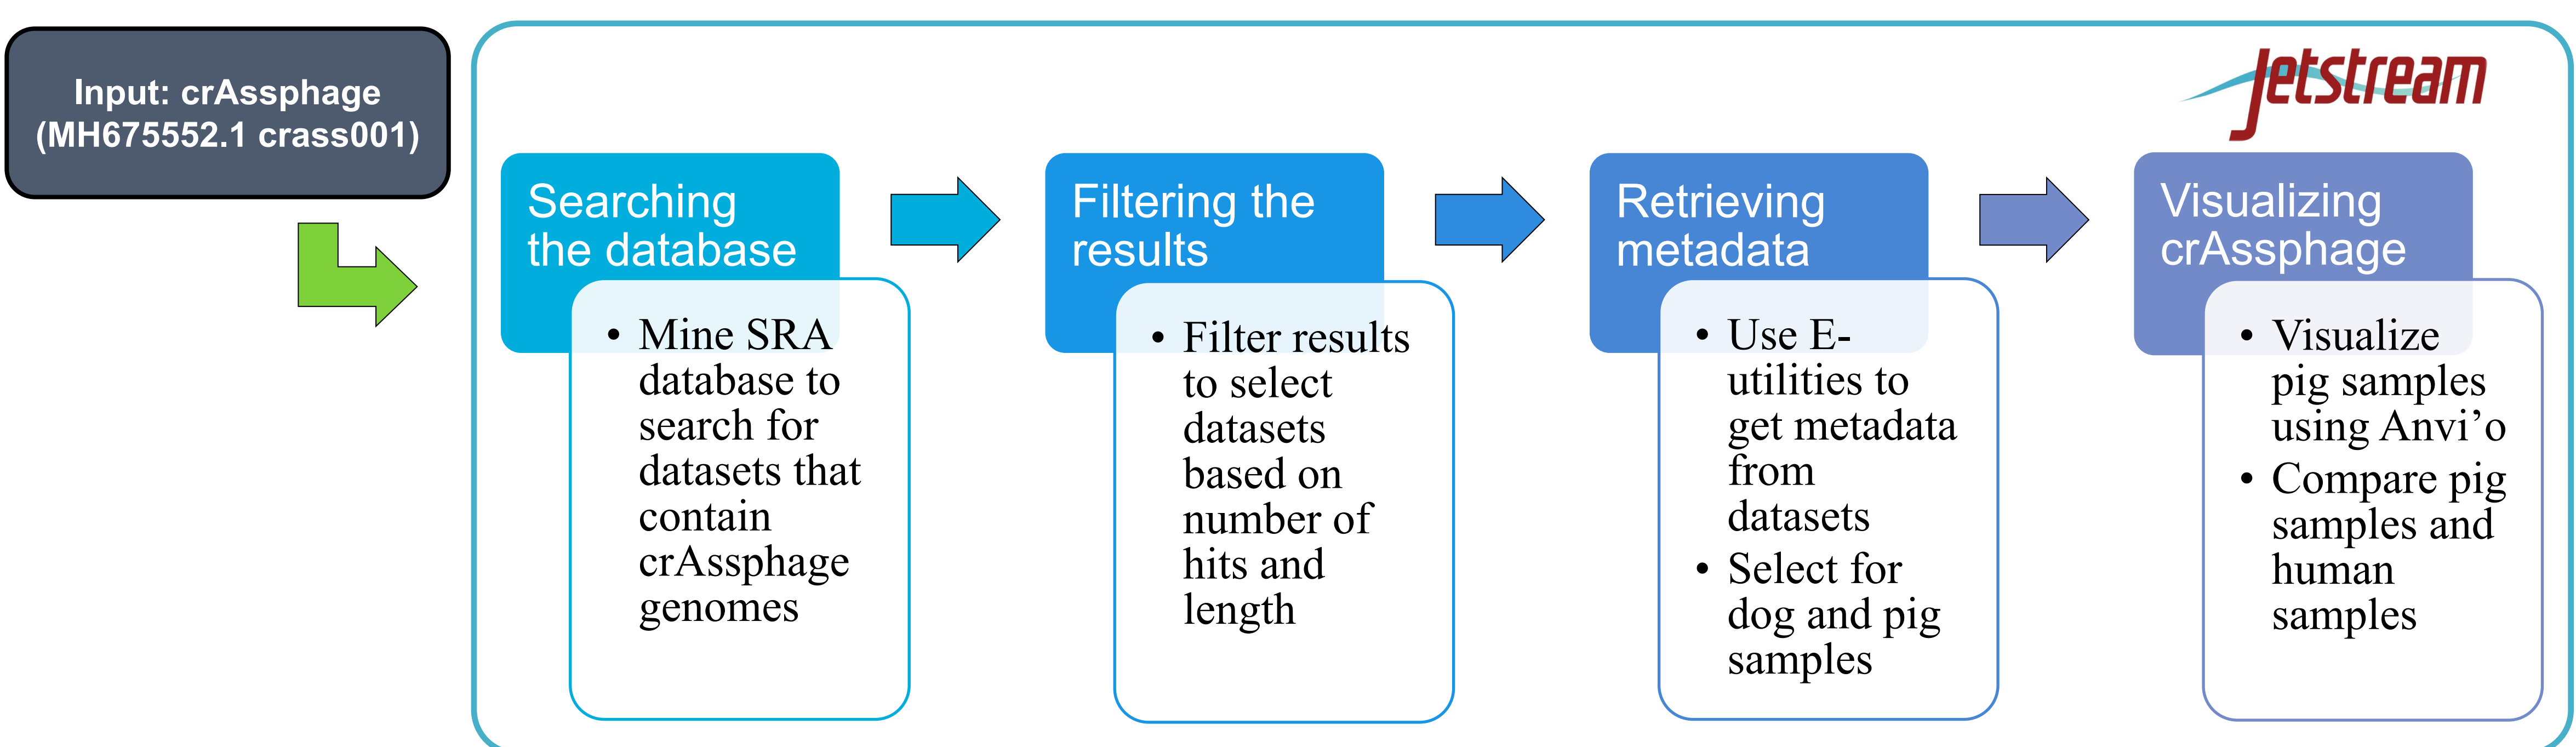 Input: crAssphage
(MH675552.1 crass001)
Jetstream
Searching
the database
• Mine SRA
database to
search for
datasets that
contain
crAssphage
genomes
Filtering the
results
• Filter results
to select
datasets
based on
number of
hits and
length
Retrieving
metadata
• Use E-
utilities to
get metadata
from
datasets
• Select for
dog and pig
samples
Visualizing
crAssphage
• Visualize
pig samples
using Anvi’o
• Compare pig
samples and
human
samples